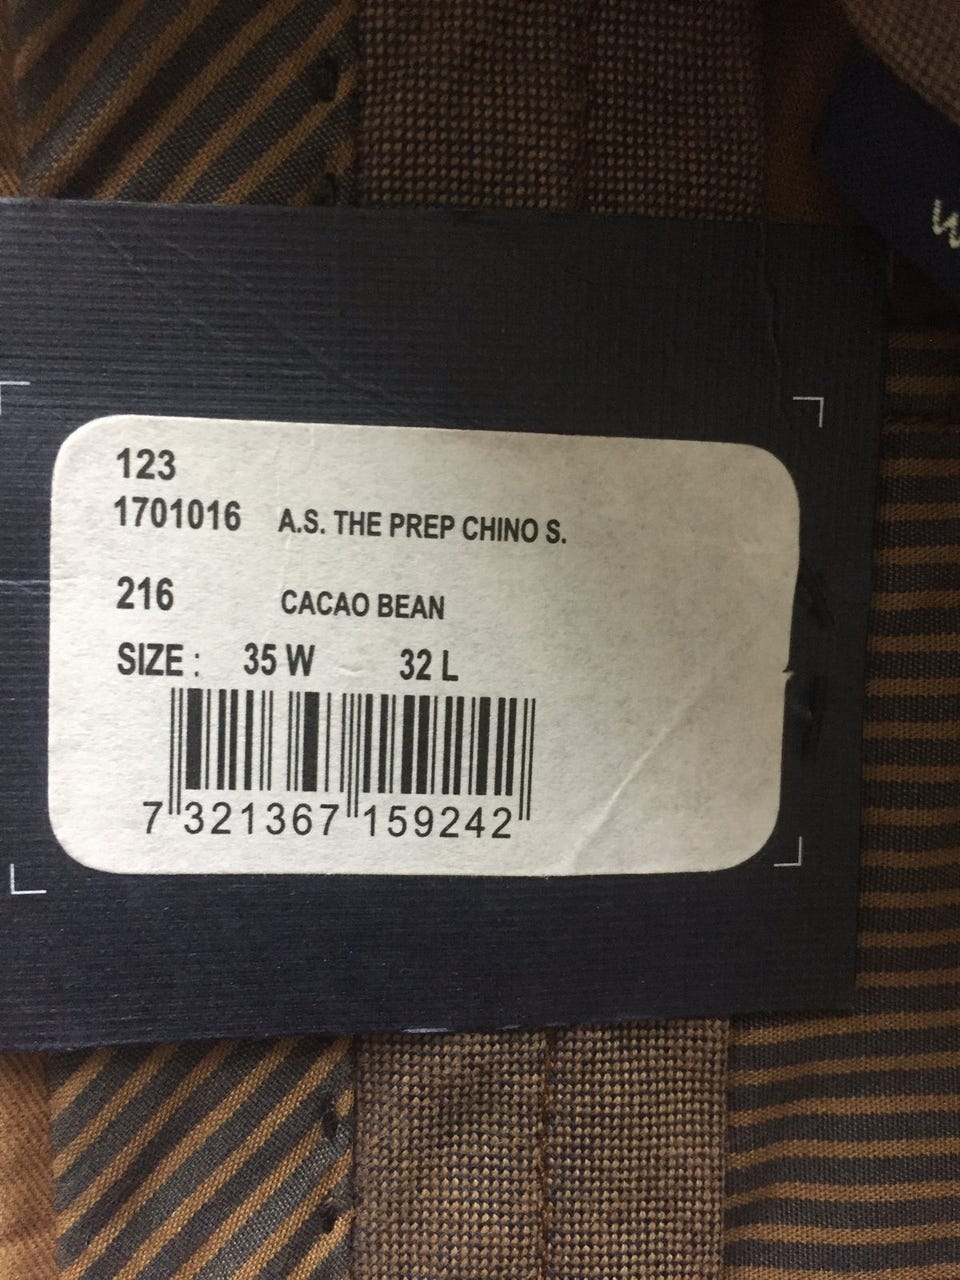 123
1701016 A.S. THE PREP CHINO S.
216 CACAO BEAN
SIZE : 35 W 32 L
7 321367 159242